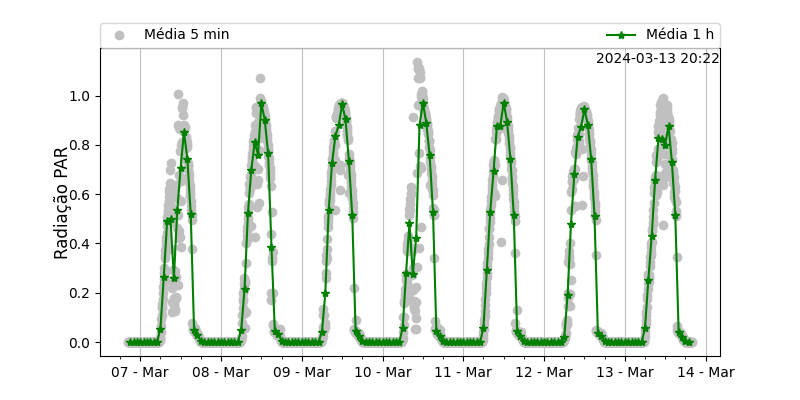 Média 5 min
Média 1 h
2024-03-13 20:22
Radiação PAR
1.0
0.8
0.6
0.4
0.2
0.0
07 - Mar
08 - Mar
09 - Mar
10 - Mar
11 - Mar
12 - Mar
13 - Mar
14 - Mar